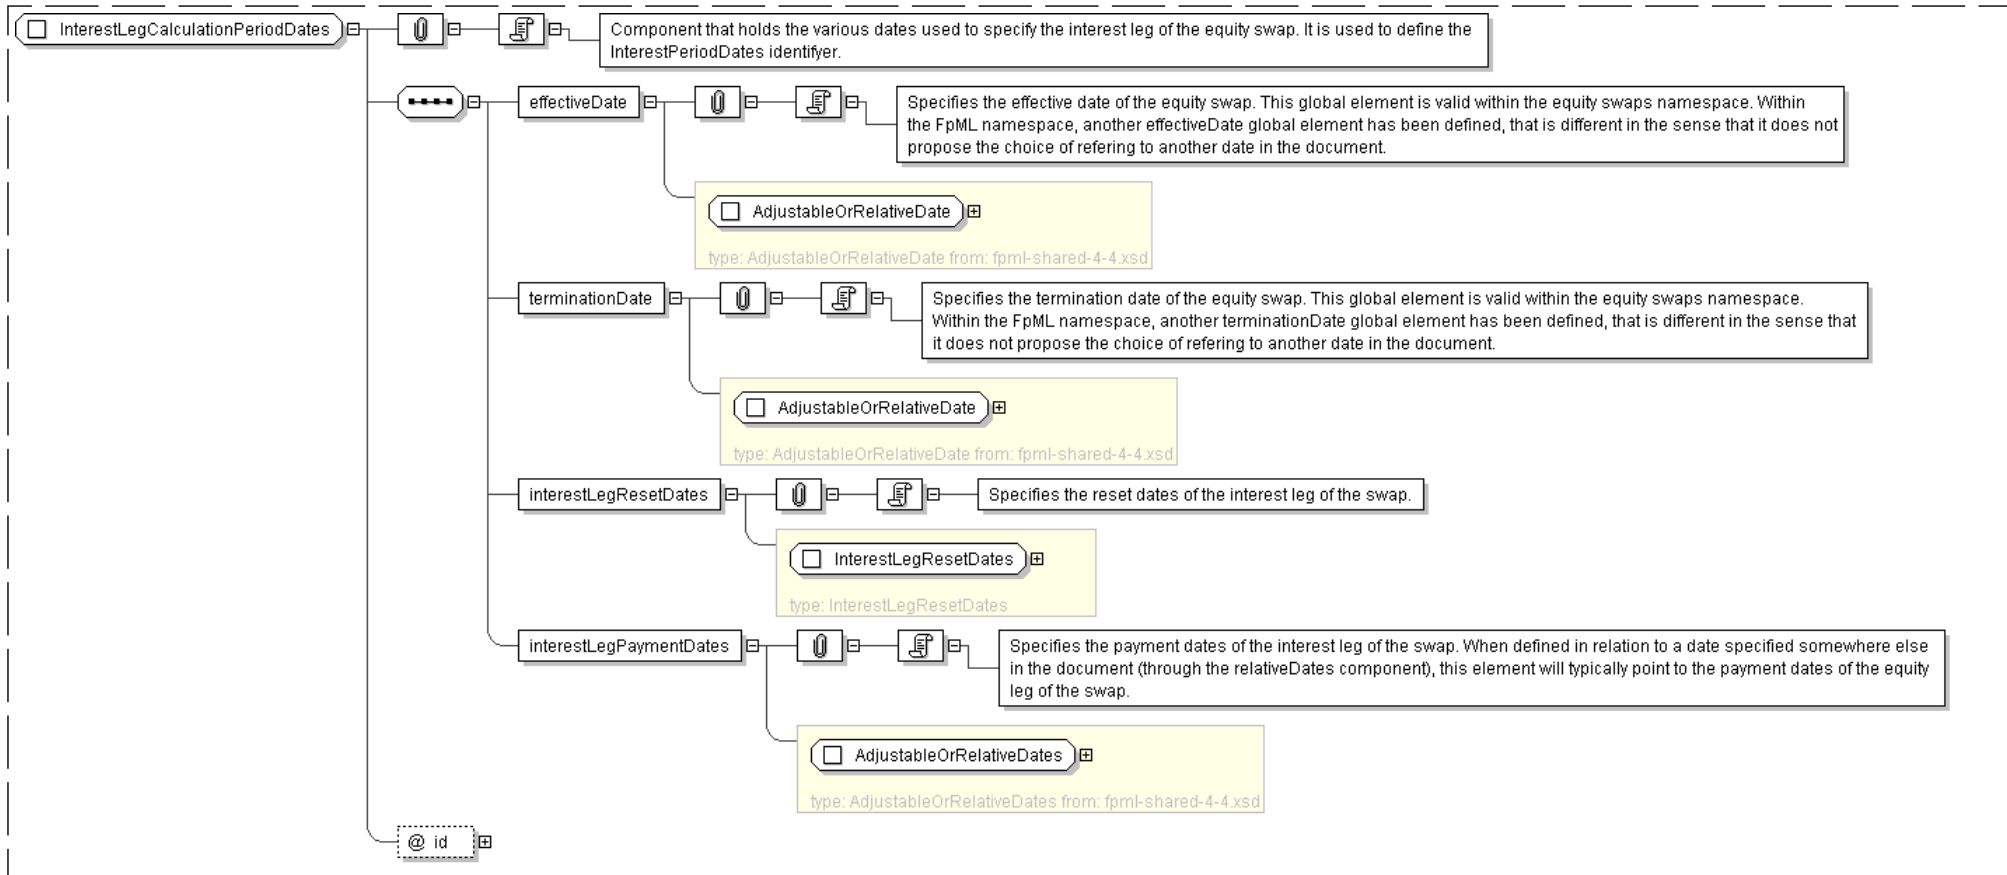 InterestLegCalculationPeriodDates
Component that holds the various dates used to specify the interest leg of the equity swap. It is used to define the
InterestPeriodDates identifyer.
effectiveDate
Specifies the effective date of the equity swap. This global element is valid within the equity swaps namespace. Within
the FpML namespace, another effectiveDate global element has been defined, that is different in the sense that it does not
propose the choice of refering to another date in the document.
AdjustableOrRelativeDate
type: AdjustableOrRelativeDate from: fpml-shared-4-4.xsd
terminationDate
Specifies the termination date of the equity swap. This global element is valid within the equity swaps namespace.
Within the FpML namespace, another terminationDate global element has been defined, that is different in the sense that
it does not propose the choice of refering to another date in the document.
AdjustableOrRelativeDate
type: AdjustableOrRelativeDate from: fpml-shared-4-4.xsd
interestLegResetDates
Specifies the reset dates of the interest leg of the swap.
InterestLegResetDates
type: InterestLegResetDates
interestLegPaymentDates
Specifies the payment dates of the interest leg of the swap. When defined in relation to a date specified somewhere else
in the document (through the relativeDates component), this element will typically point to the payment dates of the equity
leg of the swap.
AdjustableOrRelativeDates
type: AdjustableOrRelativeDates from: fpml-shared-4-4.xsd
@ id